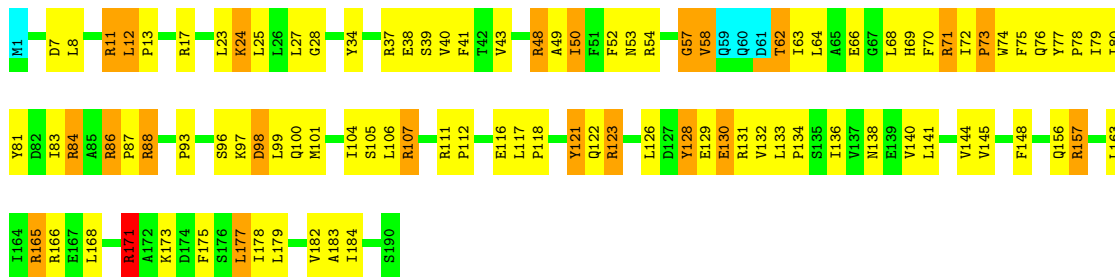 M1 D7 L8 R11 L12 P13 R17 L23 K24 L25 L26 L27 G28 Y34 R37 E38 S39 V40 F41 T42 V43 R48 A49 I50 F51 F52 N53 R54 G57 V58 Q59 Q60 D61 T62 I63 L64 A65 E66 G67 L68 H69 F70 R71 I72 P73 W74 F75 Q76 Y77 P78 I79
Y81 D82 I83 R84 A85 R86 P87 R88 P93 S96 K97 D98 L99 Q100 M101 I104 S105 L106 R107 R111 P112 E116 L117 P118 Y121 Q122 R123 L126 D127 Y128 E129 E130 R131 V132 L133 P134 S135 I136 V137 N138 E139 V140 L141 V144 V145 F148 Q156 R157
I164 R165 R166 E167 L168 R171 A172 K173 D174 F175 S176 L177 I178 L179 V182 A183 I184 S190